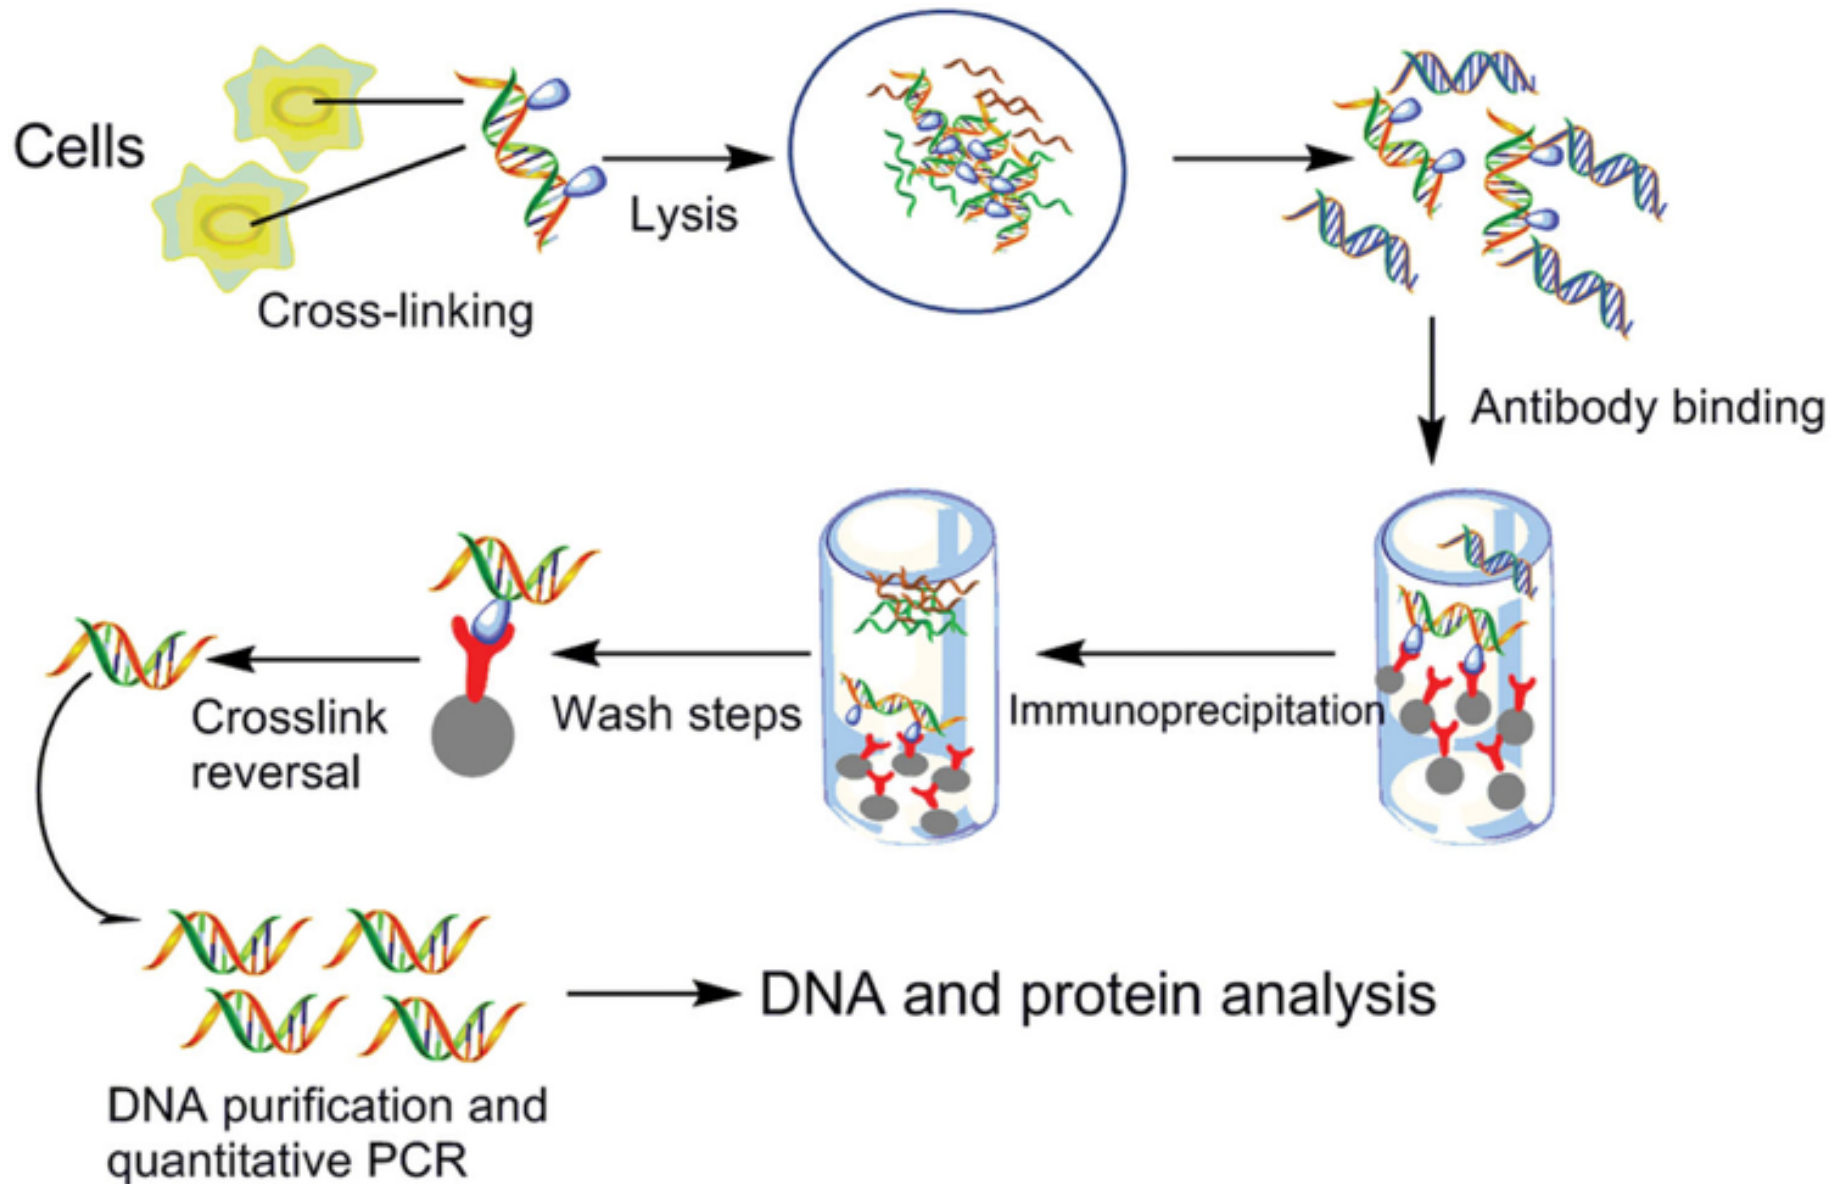 Cells
Cross-linking
Lysis
Antibody binding
Immunoprecipitation
Wash steps
Crosslink
reversal
DNA purification and
quantitative PCR
DNA and protein analysis